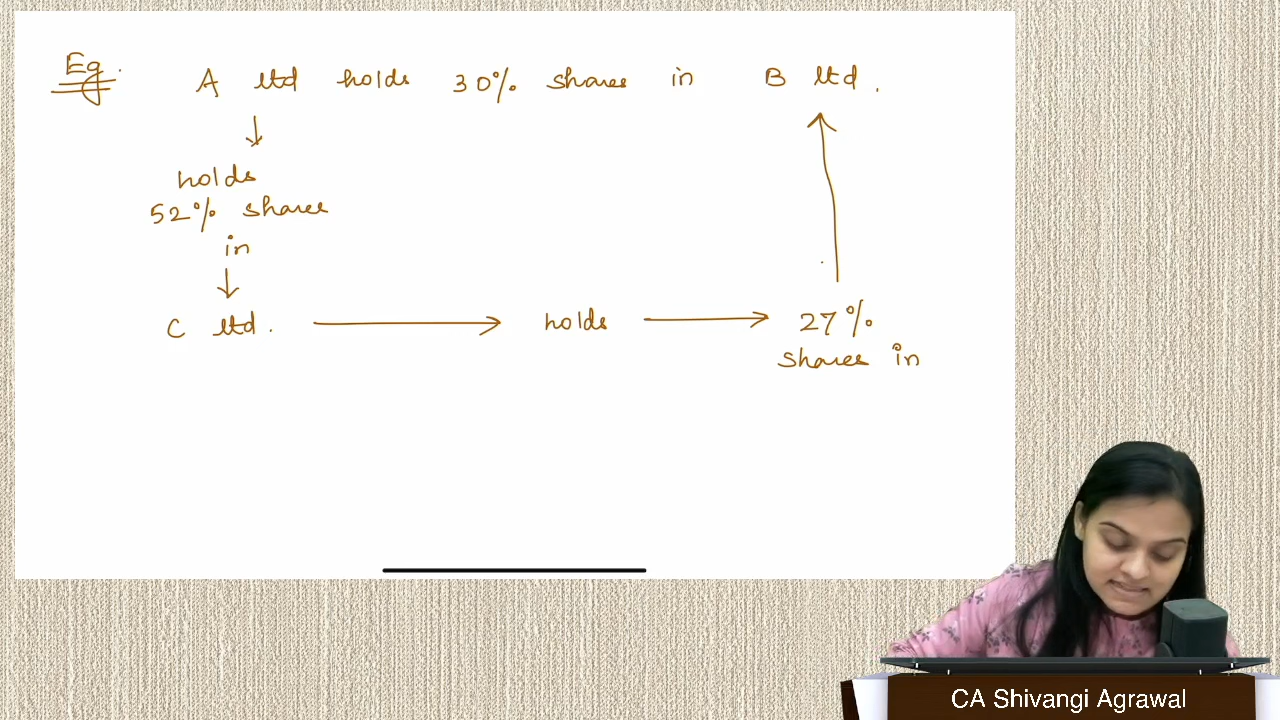 Eg.
A ltd holds 30% shares in B ltd.
holds
52% shares
in
C ltd. holds 27%
shares in
CA Shivangi Agrawal